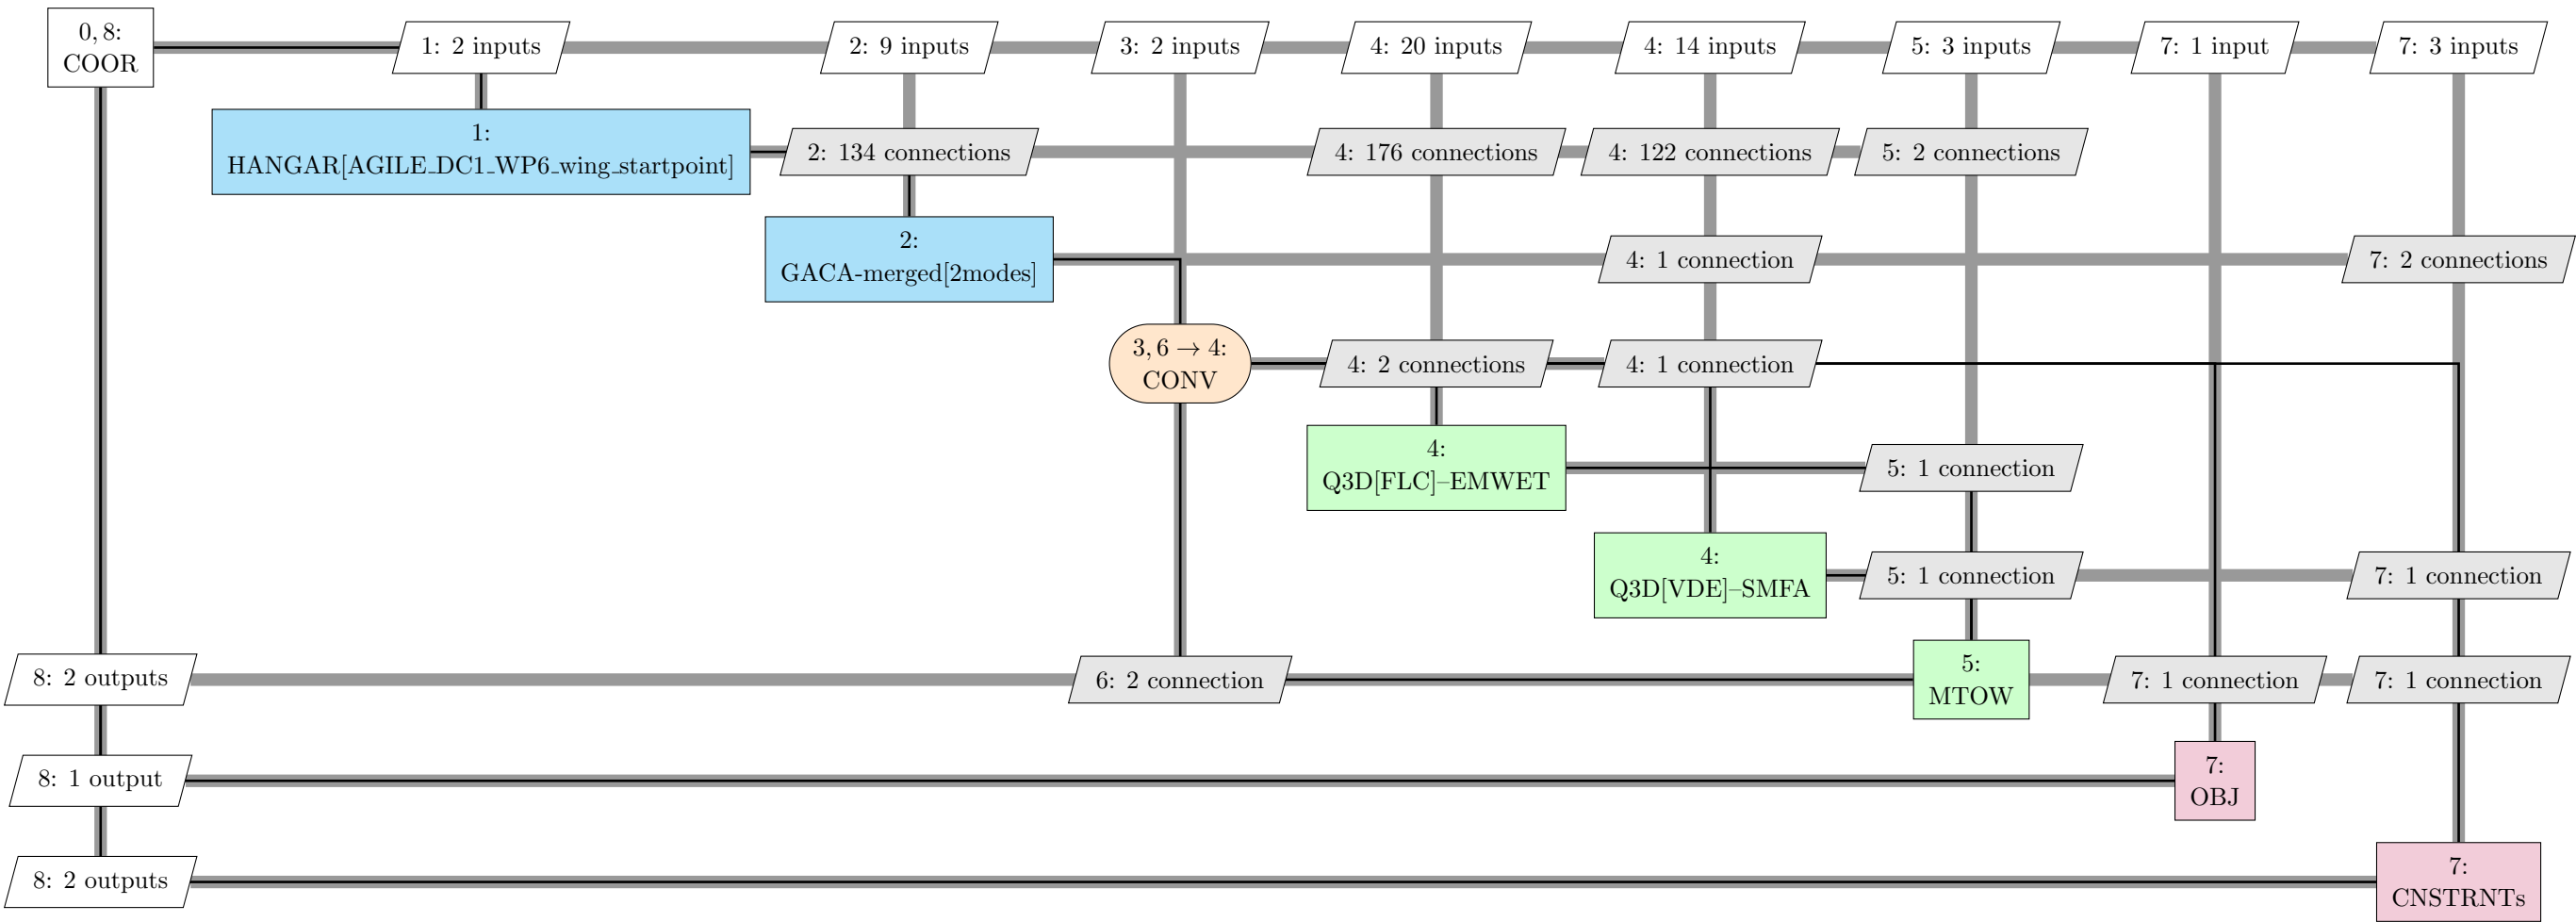 0, 8:
COOR
1: 2 inputs
2: 9 inputs
3: 2 inputs
4: 20 inputs
4: 14 inputs
5: 3 inputs
7: 1 input
7: 3 inputs
1:
HANGAR[AGILE_DC1_WP6_wing_startpoint]
2: 134 connections
4: 176 connections
4: 122 connections
5: 2 connections
2:
GACA-merged[2modes]
4: 1 connection
7: 2 connections
3, 6 → 4:
CONV
4: 2 connections
4: 1 connection
4:
Q3D[FLC]–EMWET
5: 1 connection
4:
Q3D[VDE]–SMFA
5: 1 connection
7: 1 connection
8: 2 outputs
6: 2 connection
5:
MTOW
7: 1 connection
7: 1 connection
8: 1 output
7:
OBJ
8: 2 outputs
7:
CNSTRNTs